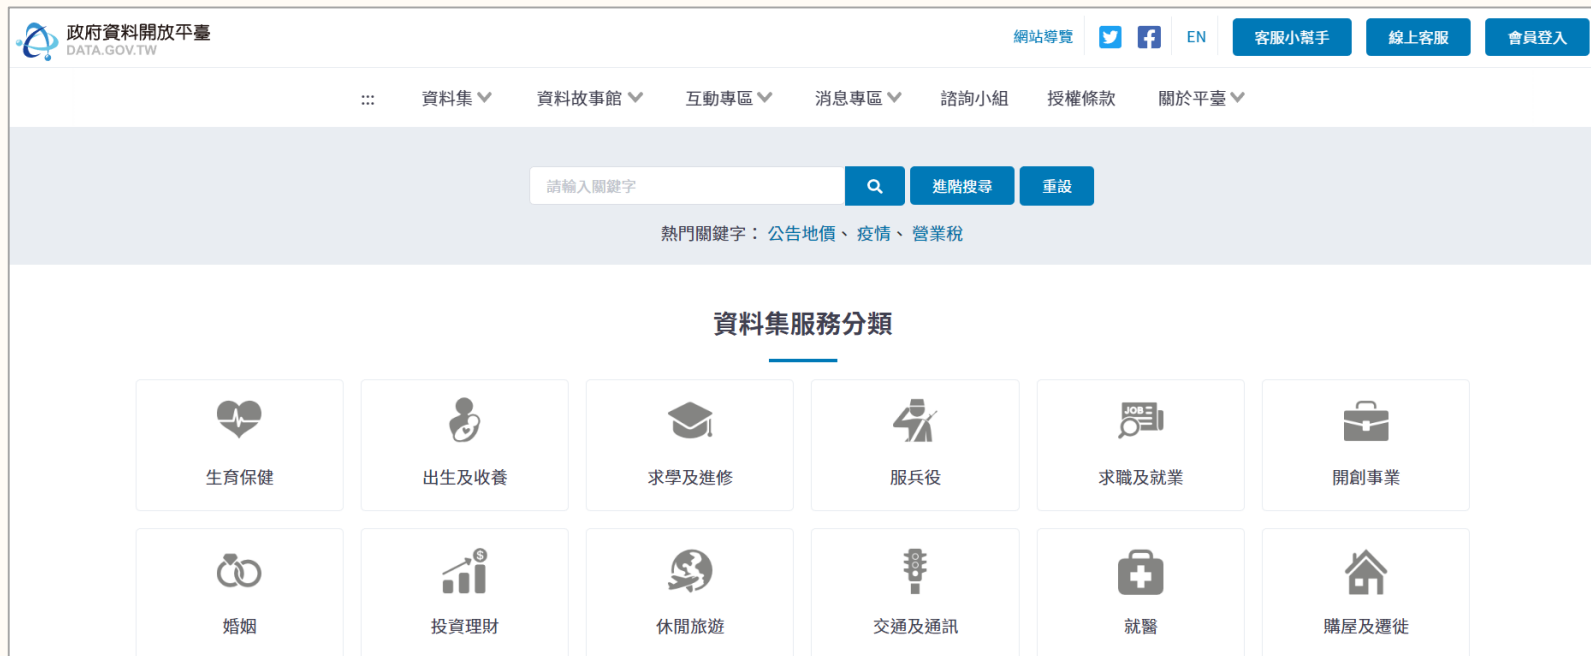 政府資料開放平臺
DATA.GOV.TW
網站導覽 EN 客服小幫手 線上客服 會員登入
::: 資料集 資料故事館 互動專區 消息專區 諮詢小組 授權條款 關於平臺
請輸入關鍵字 進階搜尋 重設
熱門關鍵字： 公告地價、 疫情、 營業稅
資料集服務分類
JOB
生育保健 出生及收養 求學及進修 服兵役 求職及就業 開創事業
$
婚姻 投資理財 休閒旅遊 交通及通訊 就醫 購屋及遷徙